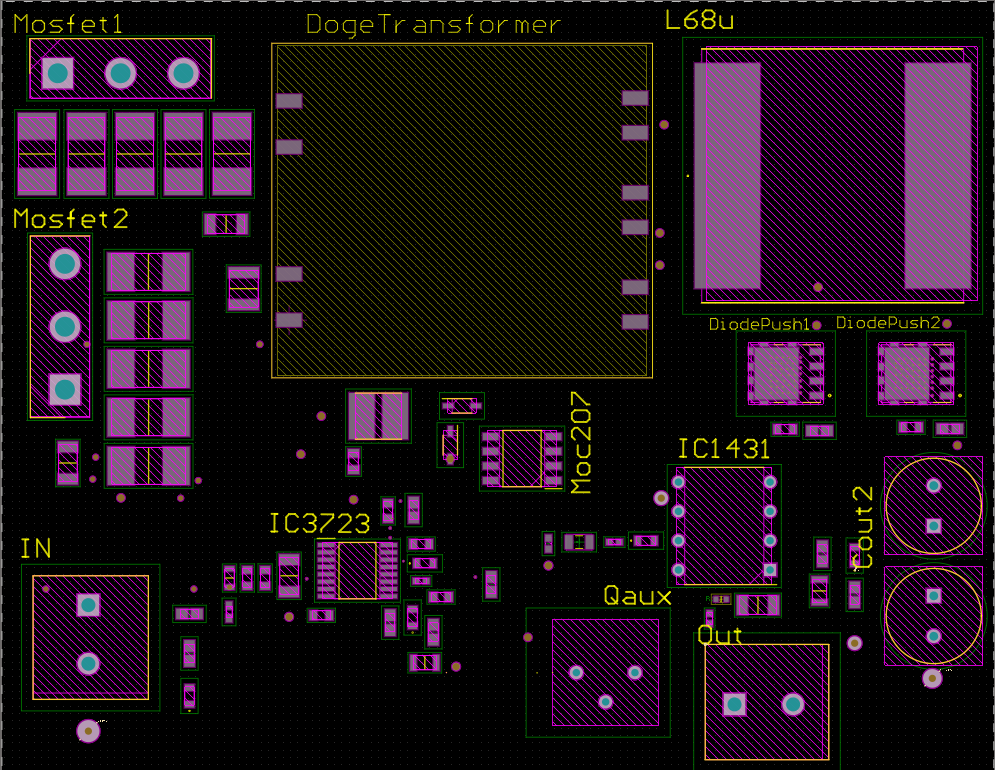 Mosfet1
DogeTransformer
L68u
Mosfet2
DiodePush1
DiodePush2
Moc207
IC1431
Cout2
IC3723
IN
Qaux
Out